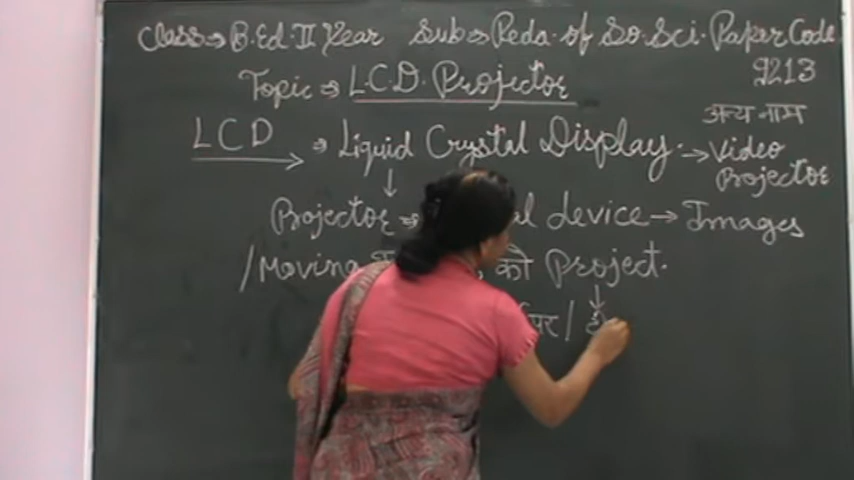 Class⇒ B.Ed. II Year Sub⇒ Peda. of So. Sci. Paper Code
9213
Topic ⇒ L.C.D. Projector
अन्य नाम
LCD → ⇒ Liquid Crystal Display. → Video
Projector
↓
Projector ⇒ al device → Images
/Moving को Project.
↓
पर /